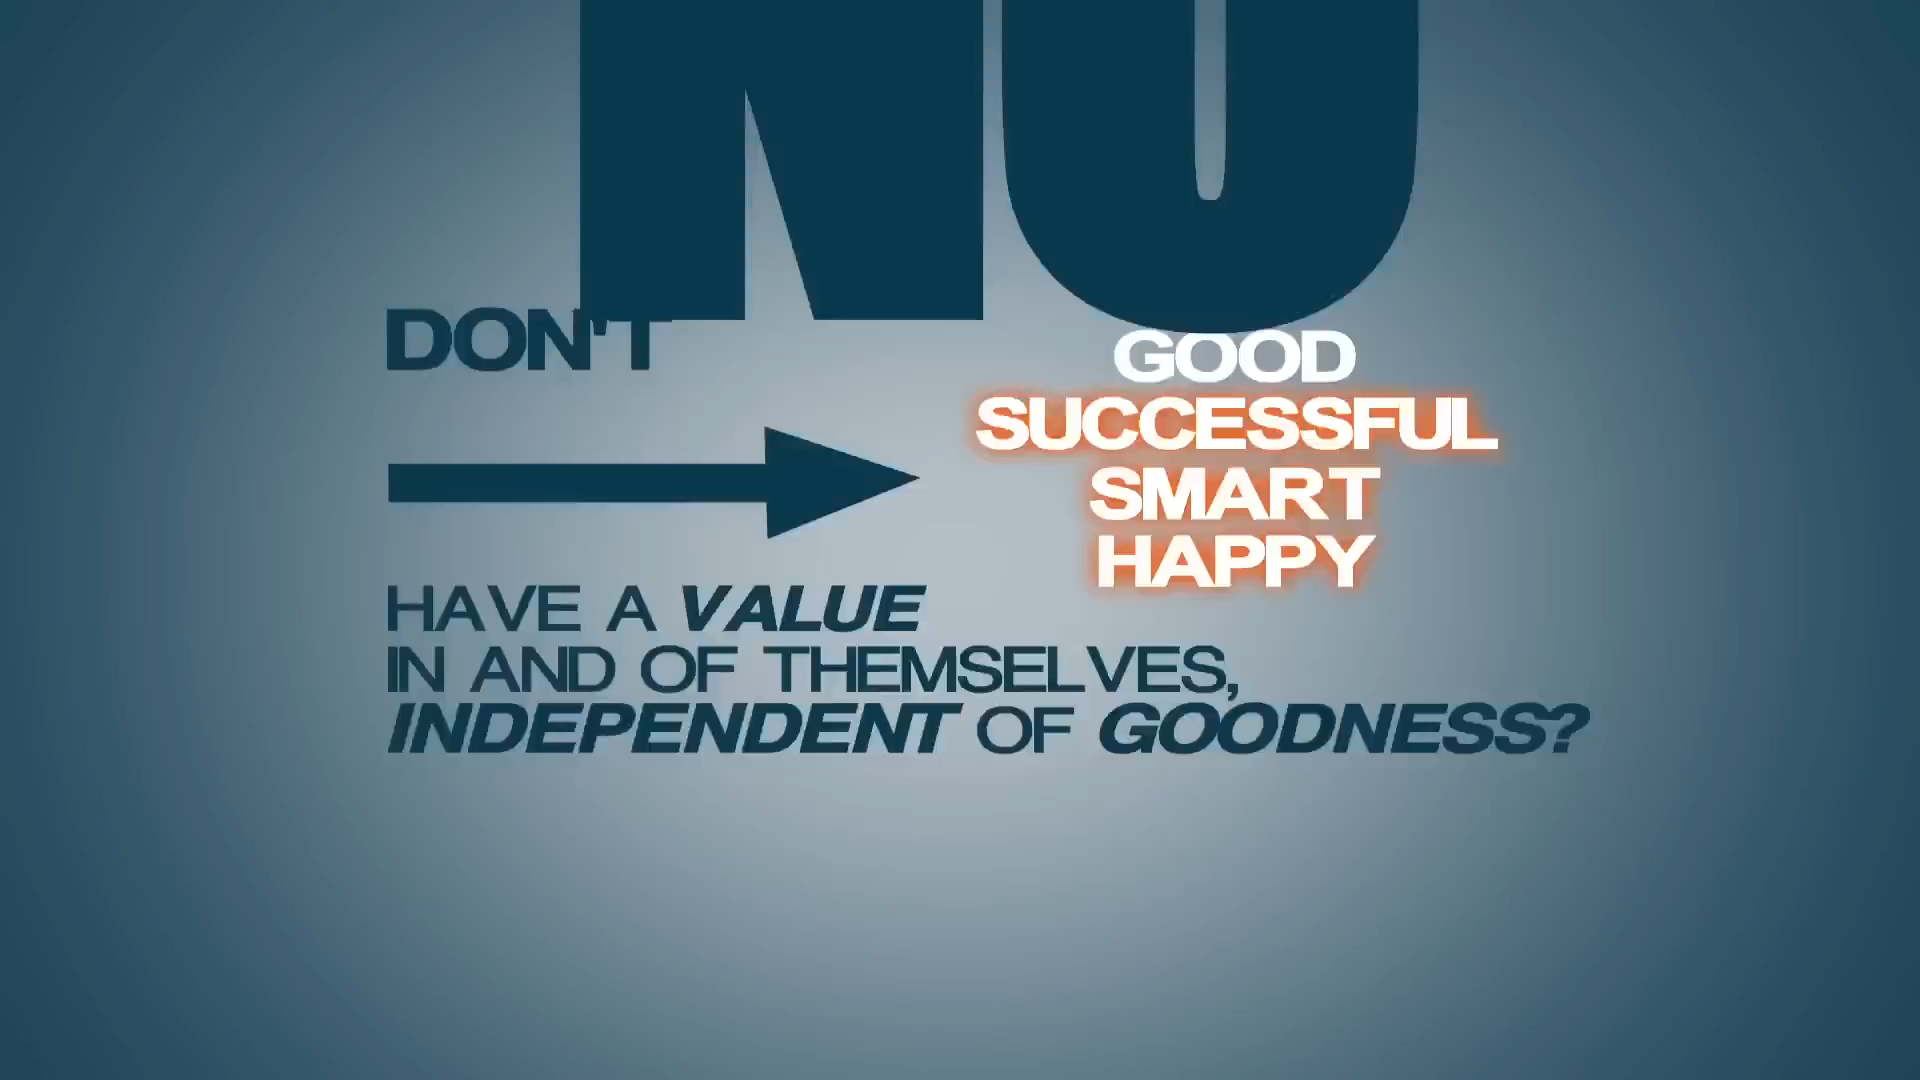 NO
DON'T
GOOD
SUCCESSFUL
SMART
HAPPY
HAVE A VALUE
IN AND OF THEMSELVES,
INDEPENDENT OF GOODNESS?